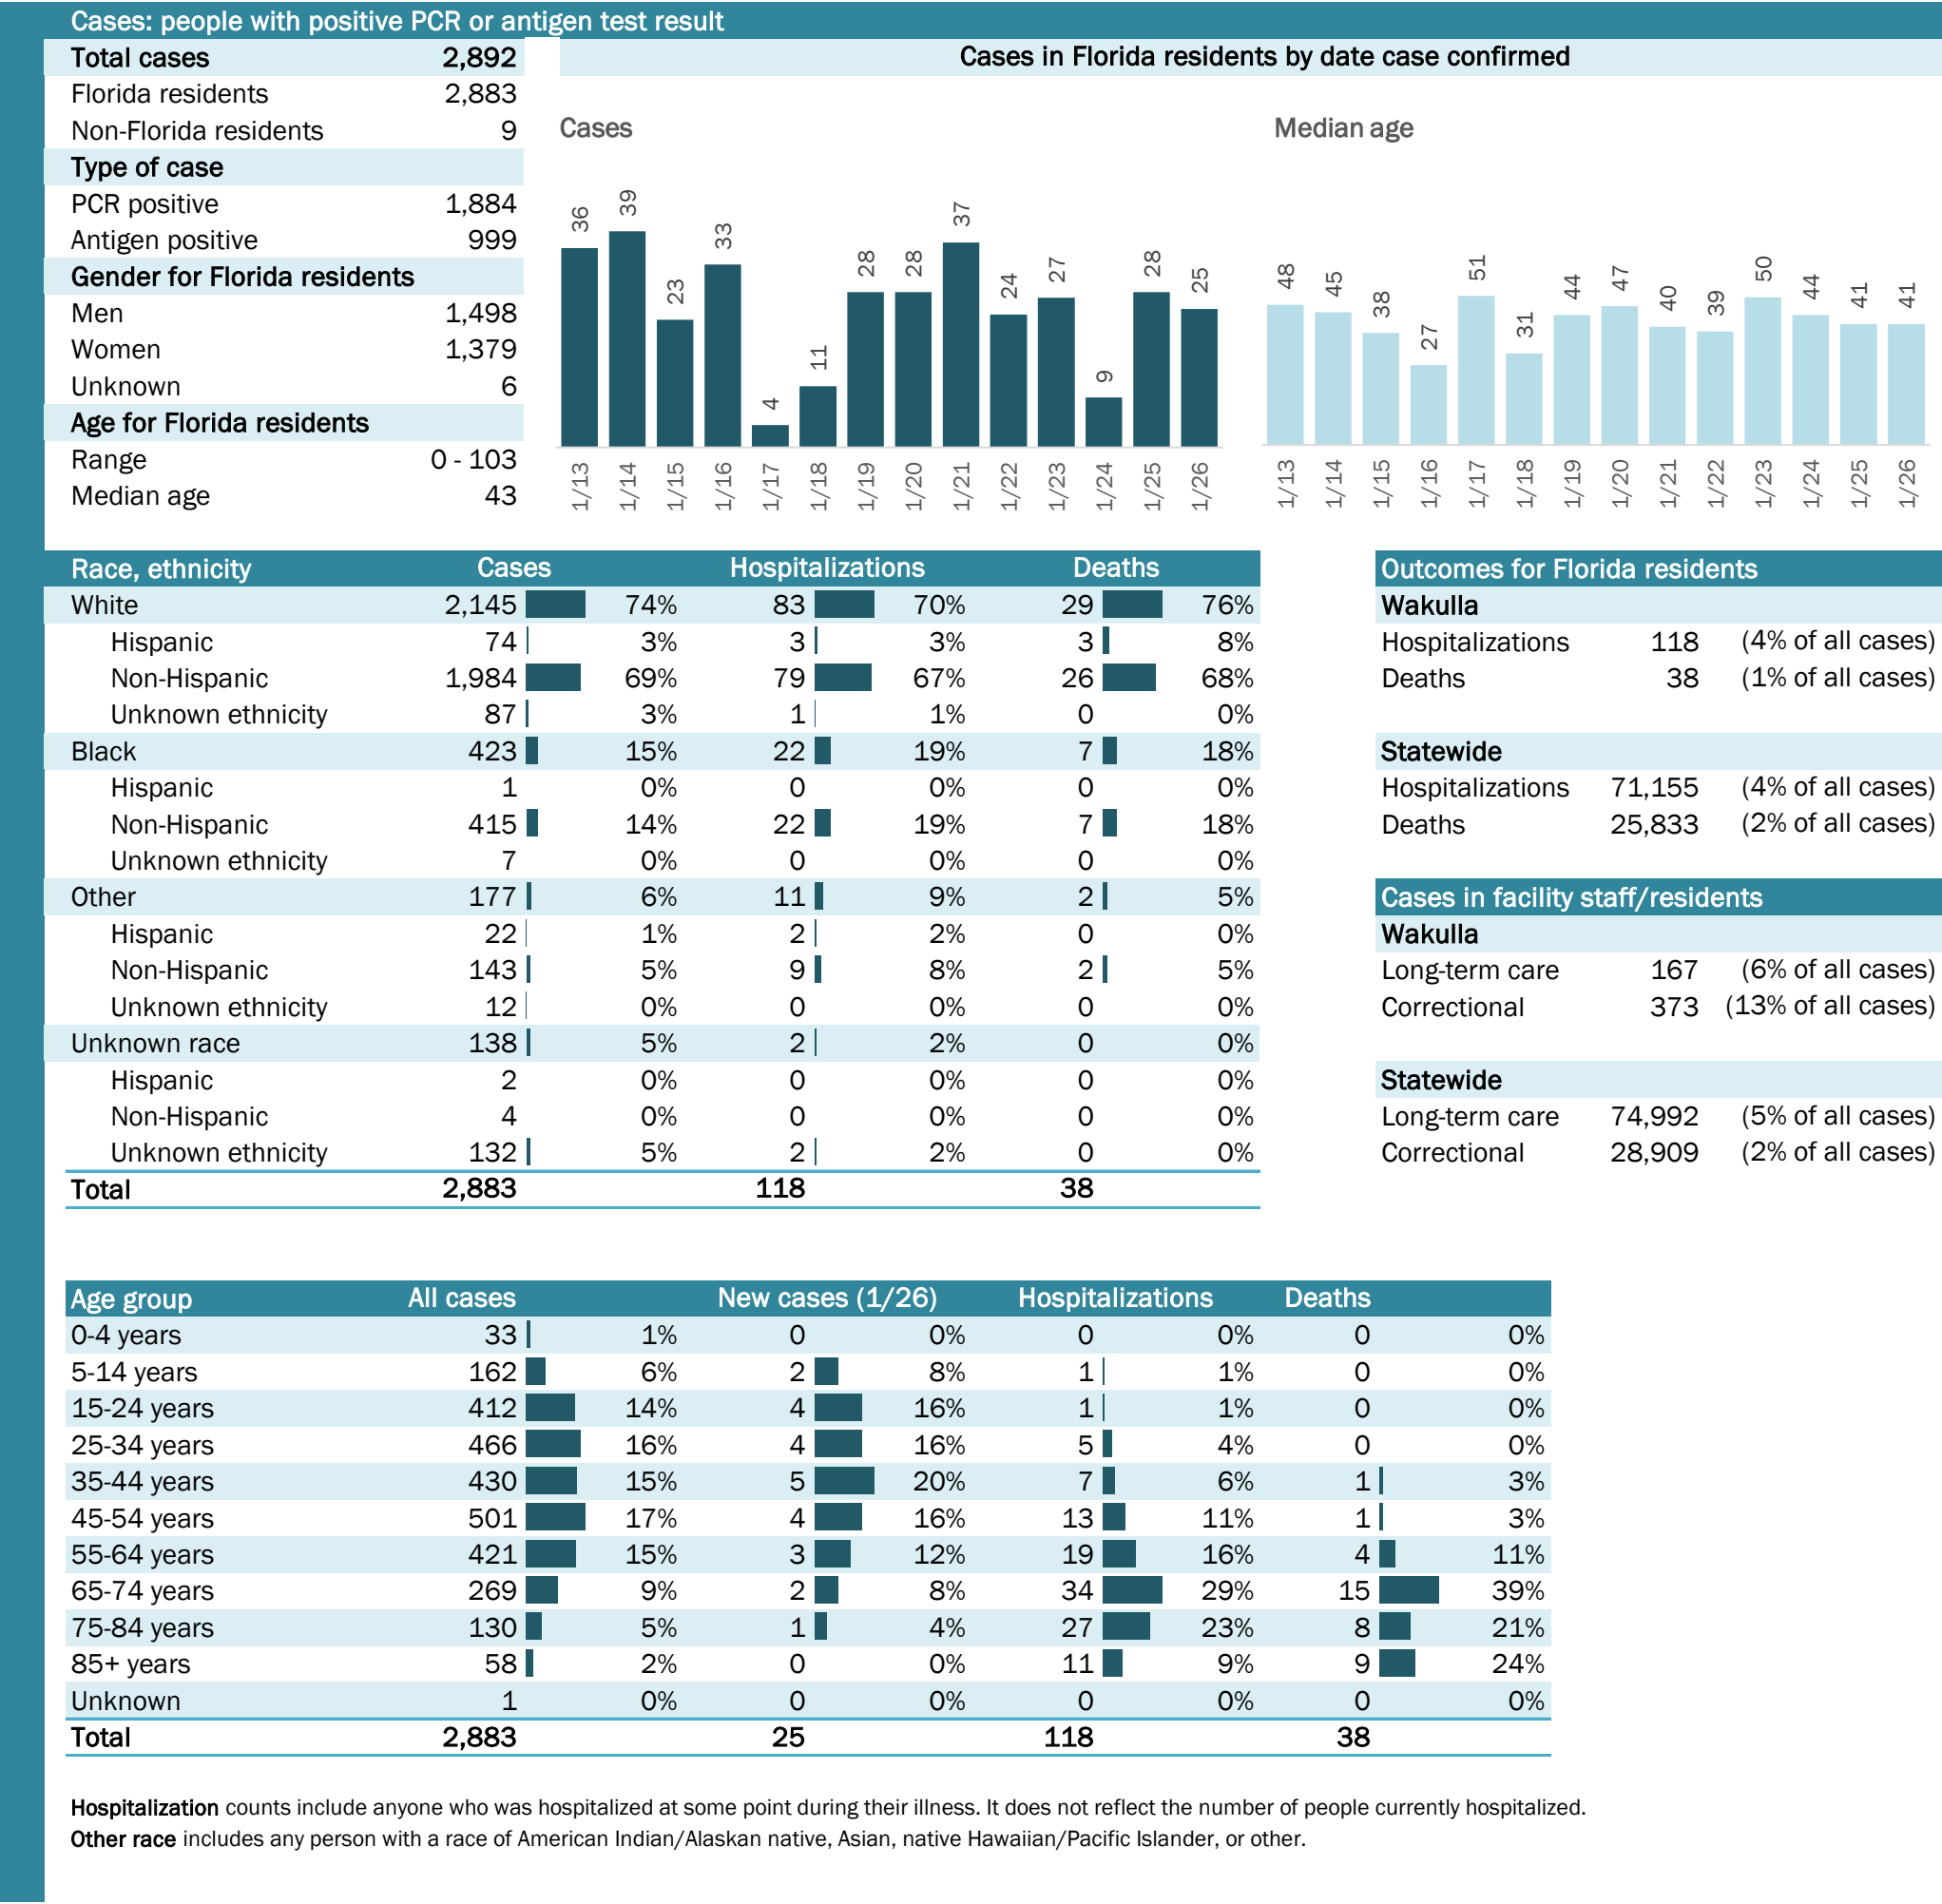 Cases: people with positive PCR or antigen test result
Total cases 2,892
Florida residents 2,883
Non-Florida residents 9
Type of case
PCR positive 1,884
Antigen positive 999
Gender for Florida residents
Men 1,498
Women 1,379
Unknown 6
Age for Florida residents
Range 0 - 103
Median age 43
Cases in Florida residents by date case confirmed
Cases
36 39 23 33 4 11 28 28 37 24 27 9 28 25
1/13 1/14 1/15 1/16 1/17 1/18 1/19 1/20 1/21 1/22 1/23 1/24 1/25 1/26
Median age
48 45 38 27 51 31 44 47 40 39 50 44 41 41
1/13 1/14 1/15 1/16 1/17 1/18 1/19 1/20 1/21 1/22 1/23 1/24 1/25 1/26
Race, ethnicity Cases Hospitalizations Deaths
White 2,145 74% 83 70% 29 76%
Hispanic 74 3% 3 3% 3 8%
Non-Hispanic 1,984 69% 79 67% 26 68%
Unknown ethnicity 87 3% 1 1% 0 0%
Black 423 15% 22 19% 7 18%
Hispanic 1 0% 0 0% 0 0%
Non-Hispanic 415 14% 22 19% 7 18%
Unknown ethnicity 7 0% 0 0% 0 0%
Other 177 6% 11 9% 2 5%
Hispanic 22 1% 2 2% 0 0%
Non-Hispanic 143 5% 9 8% 2 5%
Unknown ethnicity 12 0% 0 0% 0 0%
Unknown race 138 5% 2 2% 0 0%
Hispanic 2 0% 0 0% 0 0%
Non-Hispanic 4 0% 0 0% 0 0%
Unknown ethnicity 132 5% 2 2% 0 0%
Total 2,883 118 38
Outcomes for Florida residents
Wakulla
Hospitalizations 118 (4% of all cases)
Deaths 38 (1% of all cases)
Statewide
Hospitalizations 71,155 (4% of all cases)
Deaths 25,833 (2% of all cases)
Cases in facility staff/residents
Wakulla
Long-term care 167 (6% of all cases)
Correctional 373 (13% of all cases)
Statewide
Long-term care 74,992 (5% of all cases)
Correctional 28,909 (2% of all cases)
Age group All cases New cases (1/26) Hospitalizations Deaths
0-4 years 33 1% 0 0% 0 0% 0 0%
5-14 years 162 6% 2 8% 1 1% 0 0%
15-24 years 412 14% 4 16% 1 1% 0 0%
25-34 years 466 16% 4 16% 5 4% 0 0%
35-44 years 430 15% 5 20% 7 6% 1 3%
45-54 years 501 17% 4 16% 13 11% 1 3%
55-64 years 421 15% 3 12% 19 16% 4 11%
65-74 years 269 9% 2 8% 34 29% 15 39%
75-84 years 130 5% 1 4% 27 23% 8 21%
85+ years 58 2% 0 0% 11 9% 9 24%
Unknown 1 0% 0 0% 0 0% 0 0%
Total 2,883 25 118 38
Hospitalization counts include anyone who was hospitalized at some point during their illness. It does not reflect the number of people currently hospitalized.
Other race includes any person with a race of American Indian/Alaskan native, Asian, native Hawaiian/Pacific Islander, or other.